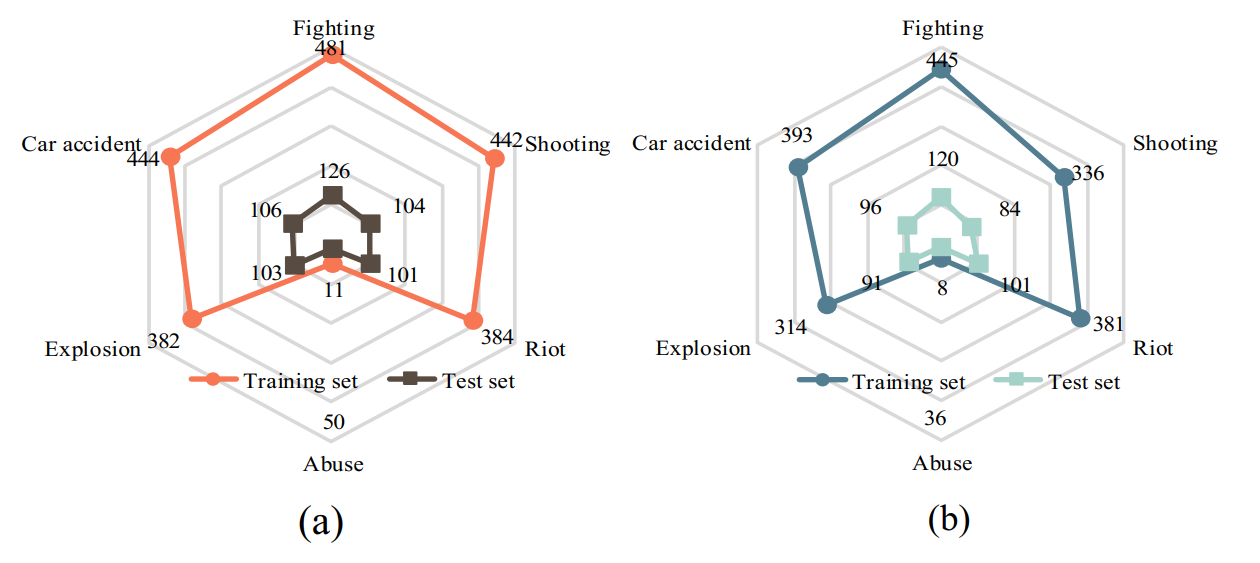 Fighting
481
Car accident
444
442
Shooting
126
106
104
103
101
11
Explosion
382
384
Riot
Training set
Test set
50
Abuse
(a)
Fighting
445
Car accident
393
Shooting
336
120
96
84
91
101
8
Explosion
314
381
Riot
Training set
Test set
36
Abuse
(b)